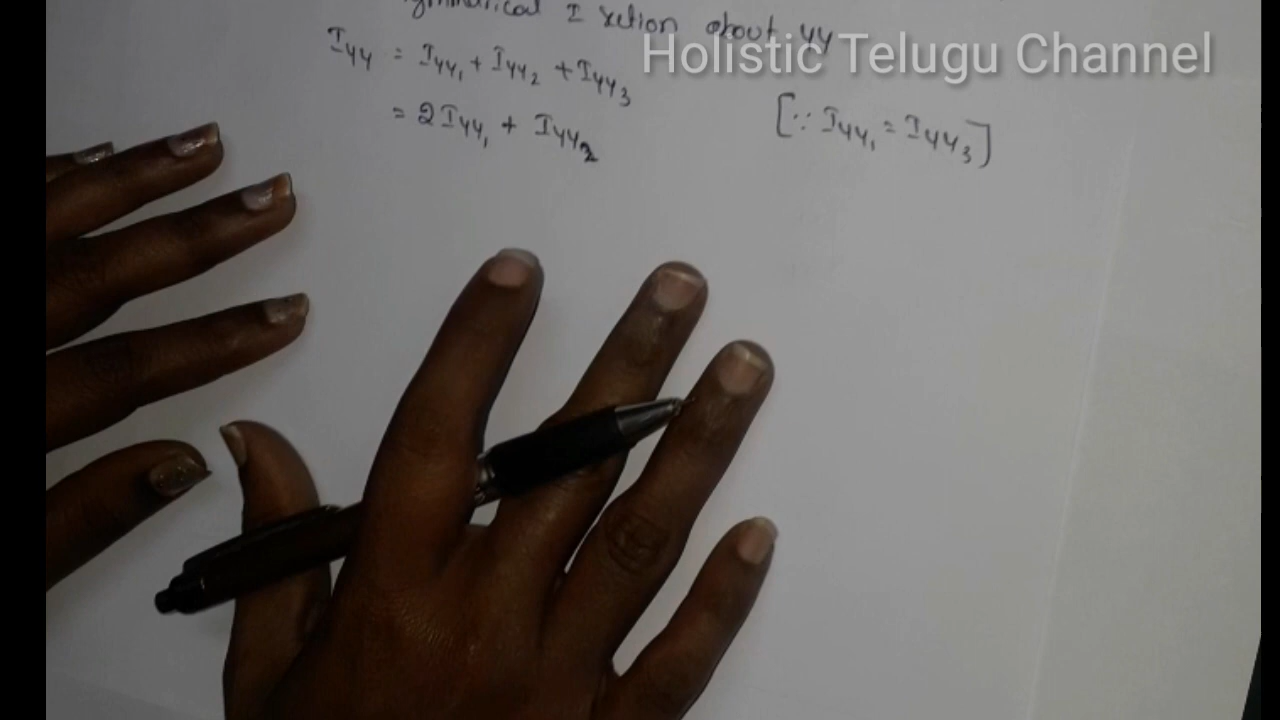 I section about yy
Holistic Telugu Channel
Iyy = Iyy₁ + Iyy₂ + Iyy₃
= 2Iyy₁ + Iyy₂ [∵ Iyy₁ = Iyy₃]